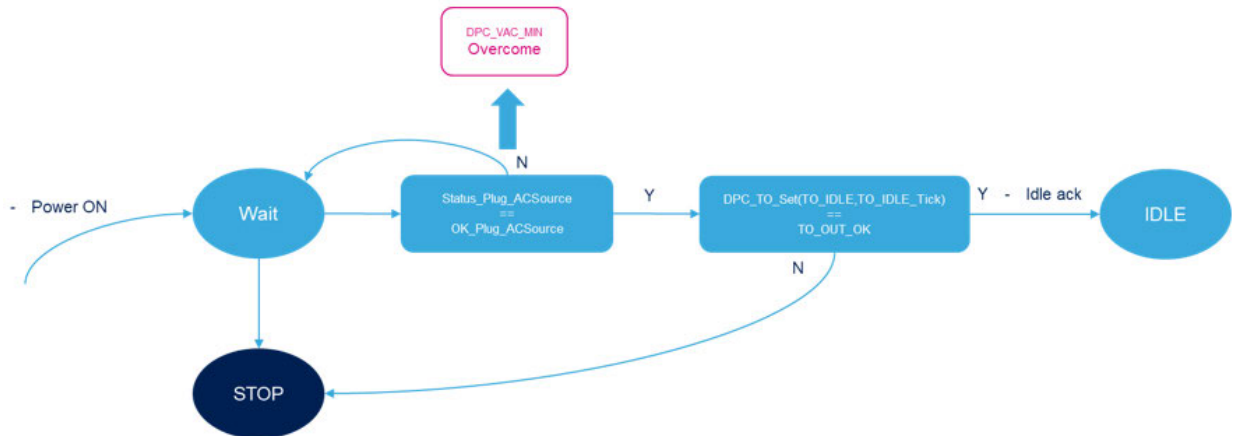 DPC_VAC_MIN
Overcome
N
- Power ON
Wait
Status_Plug_ACSource
==
OK_Plug_ACSource
Y
DPC_TO_Set(TO_IDLE,TO_IDLE_Tick)
==
TO_OUT_OK
Y - Idle ack
IDLE
N
STOP